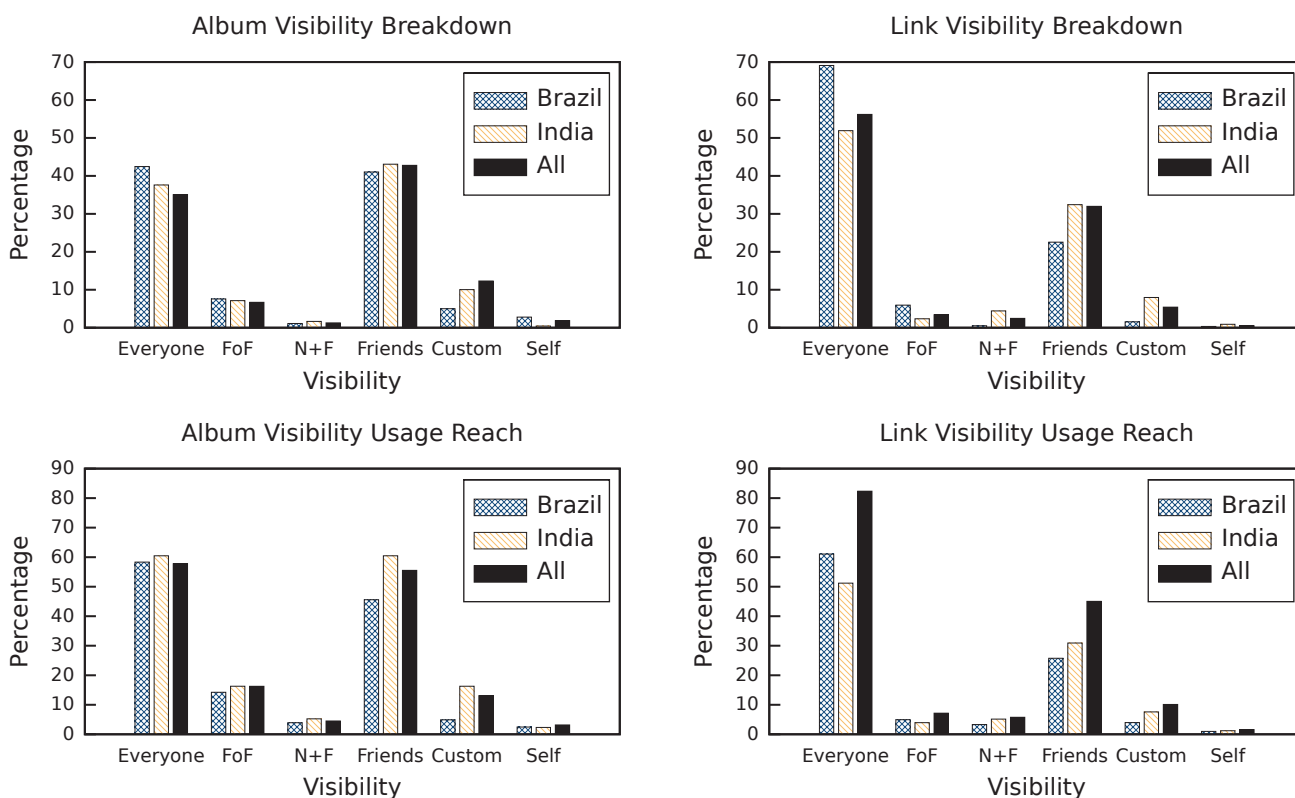 Album Visibility Breakdown
Percentage
70
60
50
40
30
20
10
0
Brazil
India
All
Everyone FoF N+F Friends Custom Self
Visibility
Link Visibility Breakdown
Percentage
70
60
50
40
30
20
10
0
Brazil
India
All
Everyone FoF N+F Friends Custom Self
Visibility
Album Visibility Usage Reach
Percentage
90
80
70
60
50
40
30
20
10
0
Brazil
India
All
Everyone FoF N+F Friends Custom Self
Visibility
Link Visibility Usage Reach
Percentage
90
80
70
60
50
40
30
20
10
0
Brazil
India
All
Everyone FoF N+F Friends Custom Self
Visibility